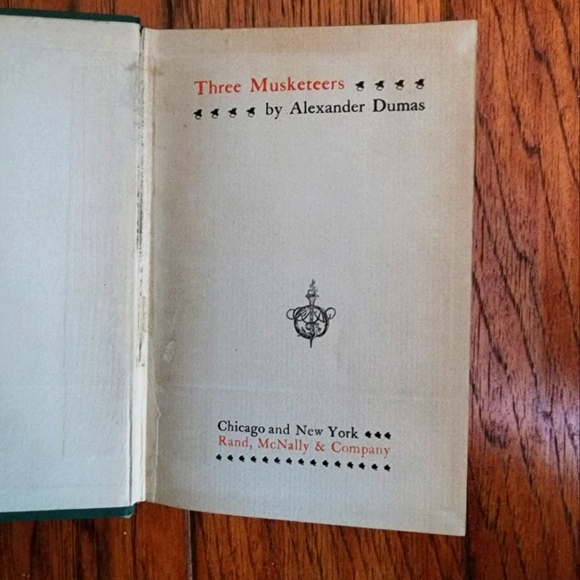 Three Musketeers
by Alexander Dumas
Chicago and New York
Rand, McNally & Company